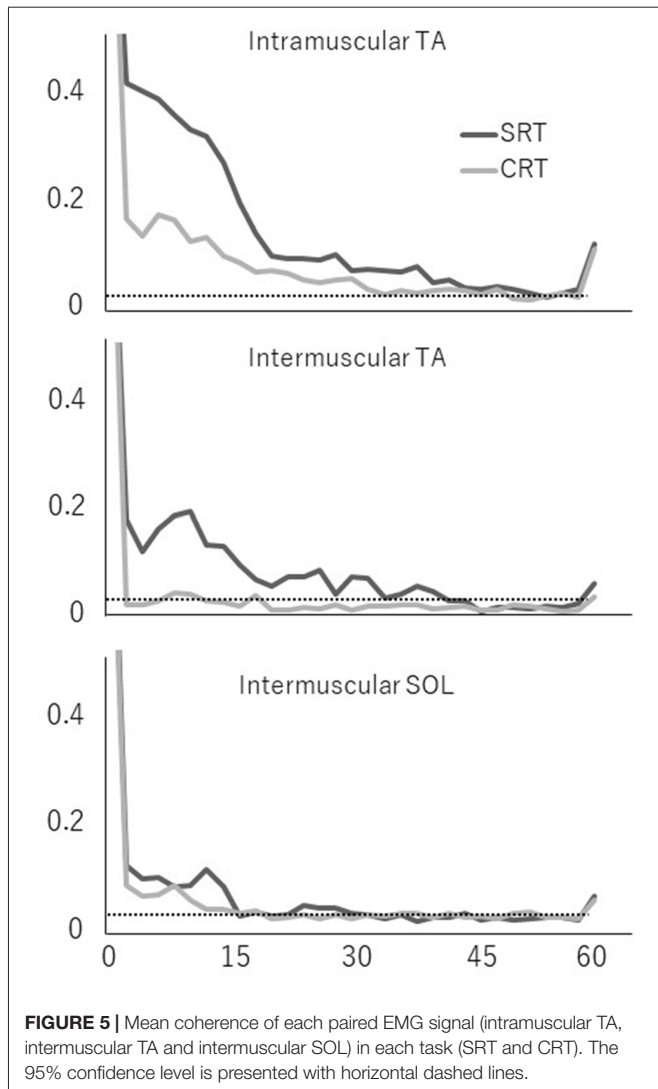 Intramuscular TA
0.4
SRT
CRT
0.2
0
Intermuscular TA
0.4
0.2
0
Intermuscular SOL
0.4
0.2
0
0 15 30 45 60
FIGURE 5 | Mean coherence of each paired EMG signal (intramuscular TA,
intermuscular TA and intermuscular SOL) in each task (SRT and CRT). The
95% confidence level is presented with horizontal dashed lines.